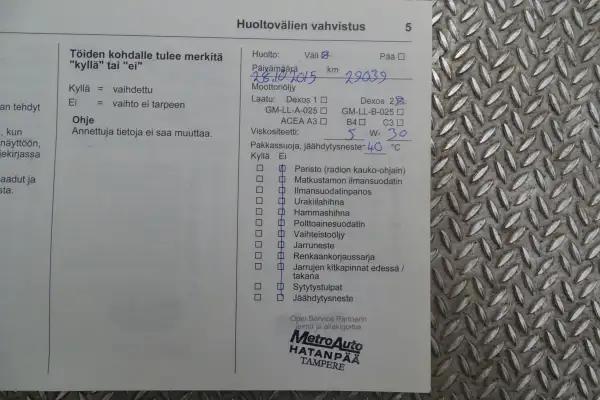 Huoltovälien vahvistus 5
an tehdyt
, kun
näyttöön,
ekirjassa
aadut ja
sta.
Töiden kohdalle tulee merkitä
"kyllä" tai "ei"
Kyllä = vaihdettu
Ei = vaihto ei tarpeen
Ohje
Annettuja tietoja ei saa muuttaa.
Huolto: Väli ☒ Pää ☐
Päivämäärä km
28.10 2015 29039
Moottoriöljy
Laatu: Dexos 1 ☐ Dexos 2 ☒
GM-LL-A-025 ☐ GM-LL-B-025 ☐
ACEA A3 ☐ B4 ☐ C3 ☐
Viskositeetti: 5 W- 30
Pakkassuoja, jäähdytysneste -40 °C
Kyllä Ei
☐ ☐ Paristo (radion kauko-ohjain)
☐ ☐ Matkustamon ilmansuodatin
☐ ☐ Ilmansuodatinpanos
☐ ☐ Urakiilahihna
☐ ☐ Hammashihna
☐ ☐ Polttoainesuodatin
☐ ☐ Vaihteistoöljy
☐ ☐ Jarruneste
☐ ☐ Renkaankorjaussarja
☐ ☐ Jarrujen kitkapinnat edessä /
takana
☐ ☐ Sytytystulpat
☐ ☐ Jäähdytysneste
Opel Service Partnerin
leima ja allekirjoitus
MetroAuto
HATANPÄÄ
TAMPERE